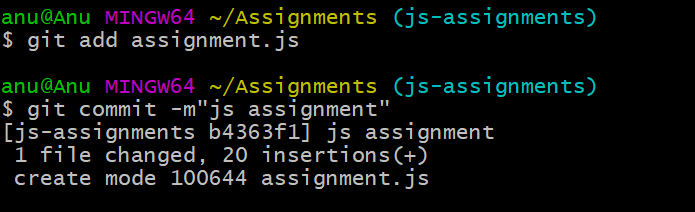 anu@Anu MINGW64 ~/Assignments (js-assignments)
$ git add assignment.js
anu@Anu MINGW64 ~/Assignments (js-assignments)
$ git commit -m"js assignment"
[js-assignments b4363f1] js assignment
 1 file changed, 20 insertions(+)
 create mode 100644 assignment.js